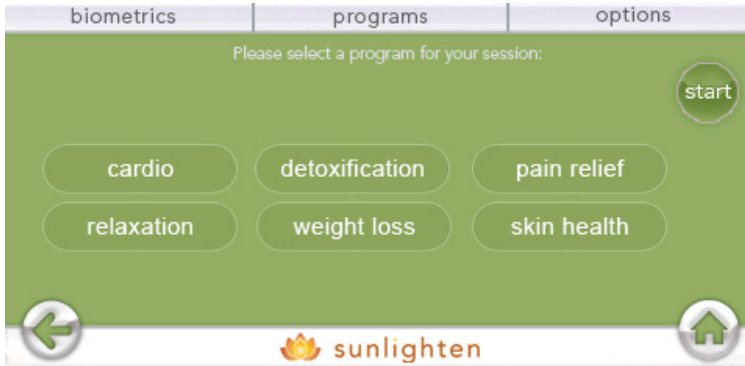 biometrics programs options
Please select a program for your session:
start
cardio detoxification pain relief
relaxation weight loss skin health
sunlighten